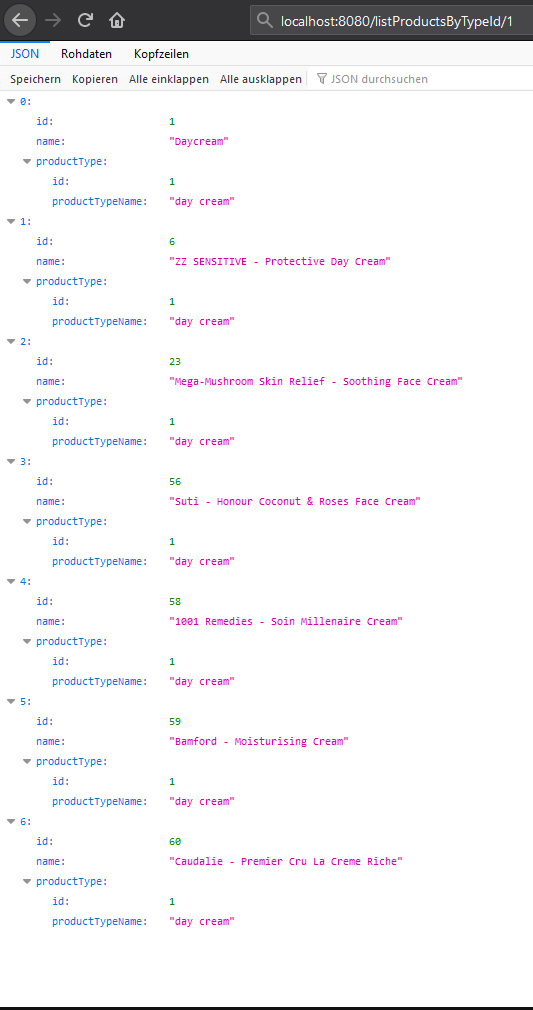 localhost:8080/listProductsByTypeId/1
JSON Rohdaten Kopfzeilen
Speichern Kopieren Alle einklappen Alle ausklappen JSON durchsuchen
0:
id: 1
name: "Daycream"
productType:
id: 1
productTypeName: "day cream"
1:
id: 6
name: "ZZ SENSITIVE - Protective Day Cream"
productType:
id: 1
productTypeName: "day cream"
2:
id: 23
name: "Mega-Mushroom Skin Relief - Soothing Face Cream"
productType:
id: 1
productTypeName: "day cream"
3:
id: 56
name: "Suti - Honour Coconut & Roses Face Cream"
productType:
id: 1
productTypeName: "day cream"
4:
id: 58
name: "1001 Remedies - Soin Millenaire Cream"
productType:
id: 1
productTypeName: "day cream"
5:
id: 59
name: "Bamford - Moisturising Cream"
productType:
id: 1
productTypeName: "day cream"
6:
id: 60
name: "Caudalie - Premier Cru La Creme Riche"
productType:
id: 1
productTypeName: "day cream"